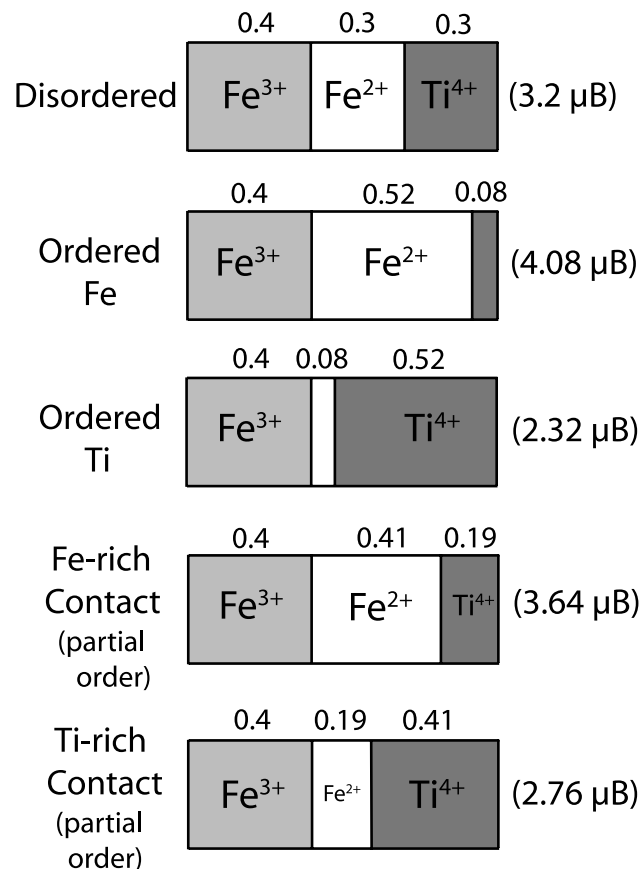 0.4 0.3 0.3
Disordered Fe³⁺ Fe²⁺ Ti⁴⁺ (3.2 µB)
0.4 0.52 0.08
Ordered
Fe
Fe³⁺ Fe²⁺ (4.08 µB)
0.4 0.08 0.52
Ordered
Ti
Fe³⁺ Ti⁴⁺ (2.32 µB)
0.4 0.41 0.19
Fe-rich
Contact
(partial
order)
Fe³⁺ Fe²⁺ Ti⁴⁺ (3.64 µB)
0.4 0.19 0.41
Ti-rich
Contact
(partial
order)
Fe³⁺ Fe²⁺ Ti⁴⁺ (2.76 µB)